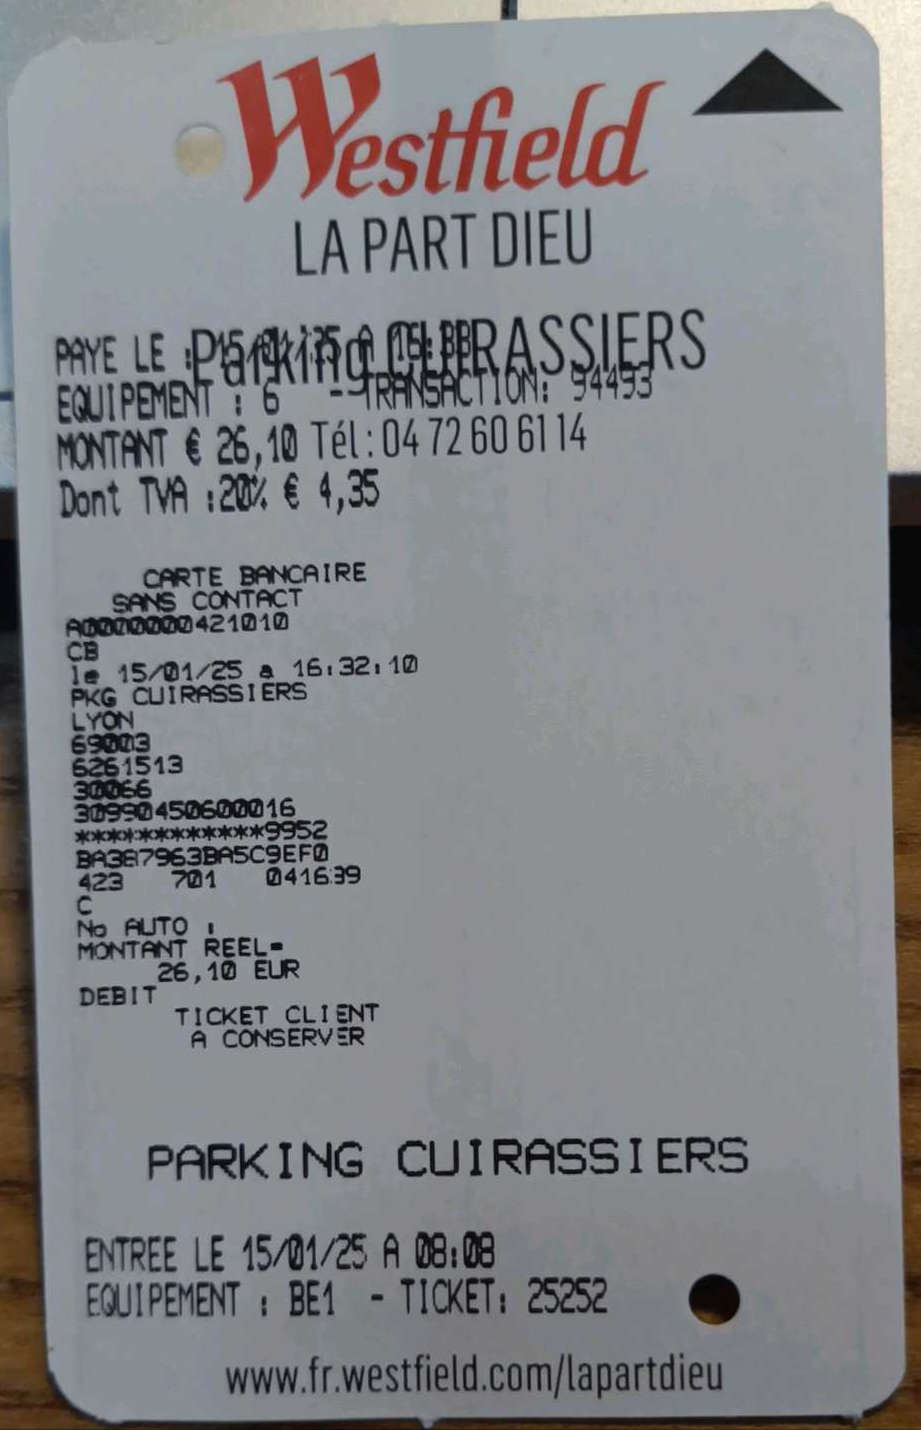 Westfield
LA PART DIEU
Parking CUIRASSIERS
PAYE LE : 15/01/25 A
EQUIPEMENT : 6 - TRANSACTION: 94493
MONTANT € 26,10 Tél : 04 72 60 61 14
Dont TVA :20% € 4,35
CARTE BANCAIRE
SANS CONTACT
A0000000421010
CB
le 15/01/25 a 16:32:10
PKG CUIRASSIERS
LYON
69003
6261513
30066
30990450600016
************9952
BA387963BA5C9EF0
423 701 041639
C
No AUTO :
MONTANT REEL=
26,10 EUR
DEBIT
TICKET CLIENT
A CONSERVER
PARKING CUIRASSIERS
ENTREE LE 15/01/25 A 08:08
EQUIPEMENT : BE1 - TICKET: 25252
www.fr.westfield.com/lapartdieu